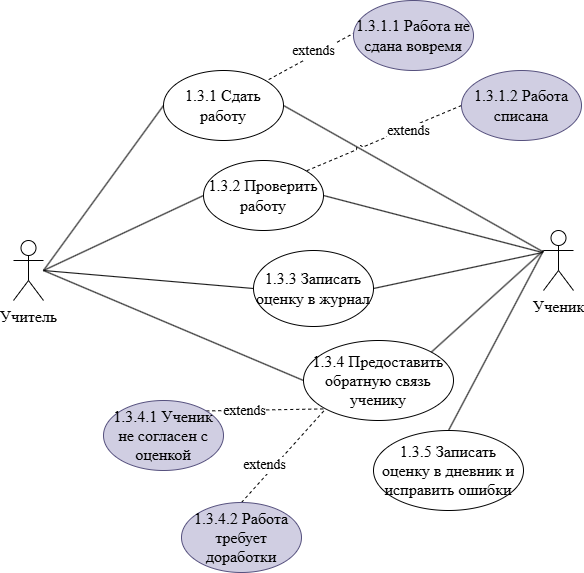 1.3.1.1 Работа не
сдана вовремя
extends
1.3.1 Сдать
работу
1.3.1.2 Работа
списана
extends
1.3.2 Проверить
работу
Учитель
Ученик
1.3.3 Записать
оценку в журнал
1.3.4 Предоставить
обратную связь
ученику
1.3.4.1 Ученик
не согласен с
оценкой
extends
1.3.5 Записать
оценку в дневник и
исправить ошибки
extends
1.3.4.2 Работа
требует
доработки